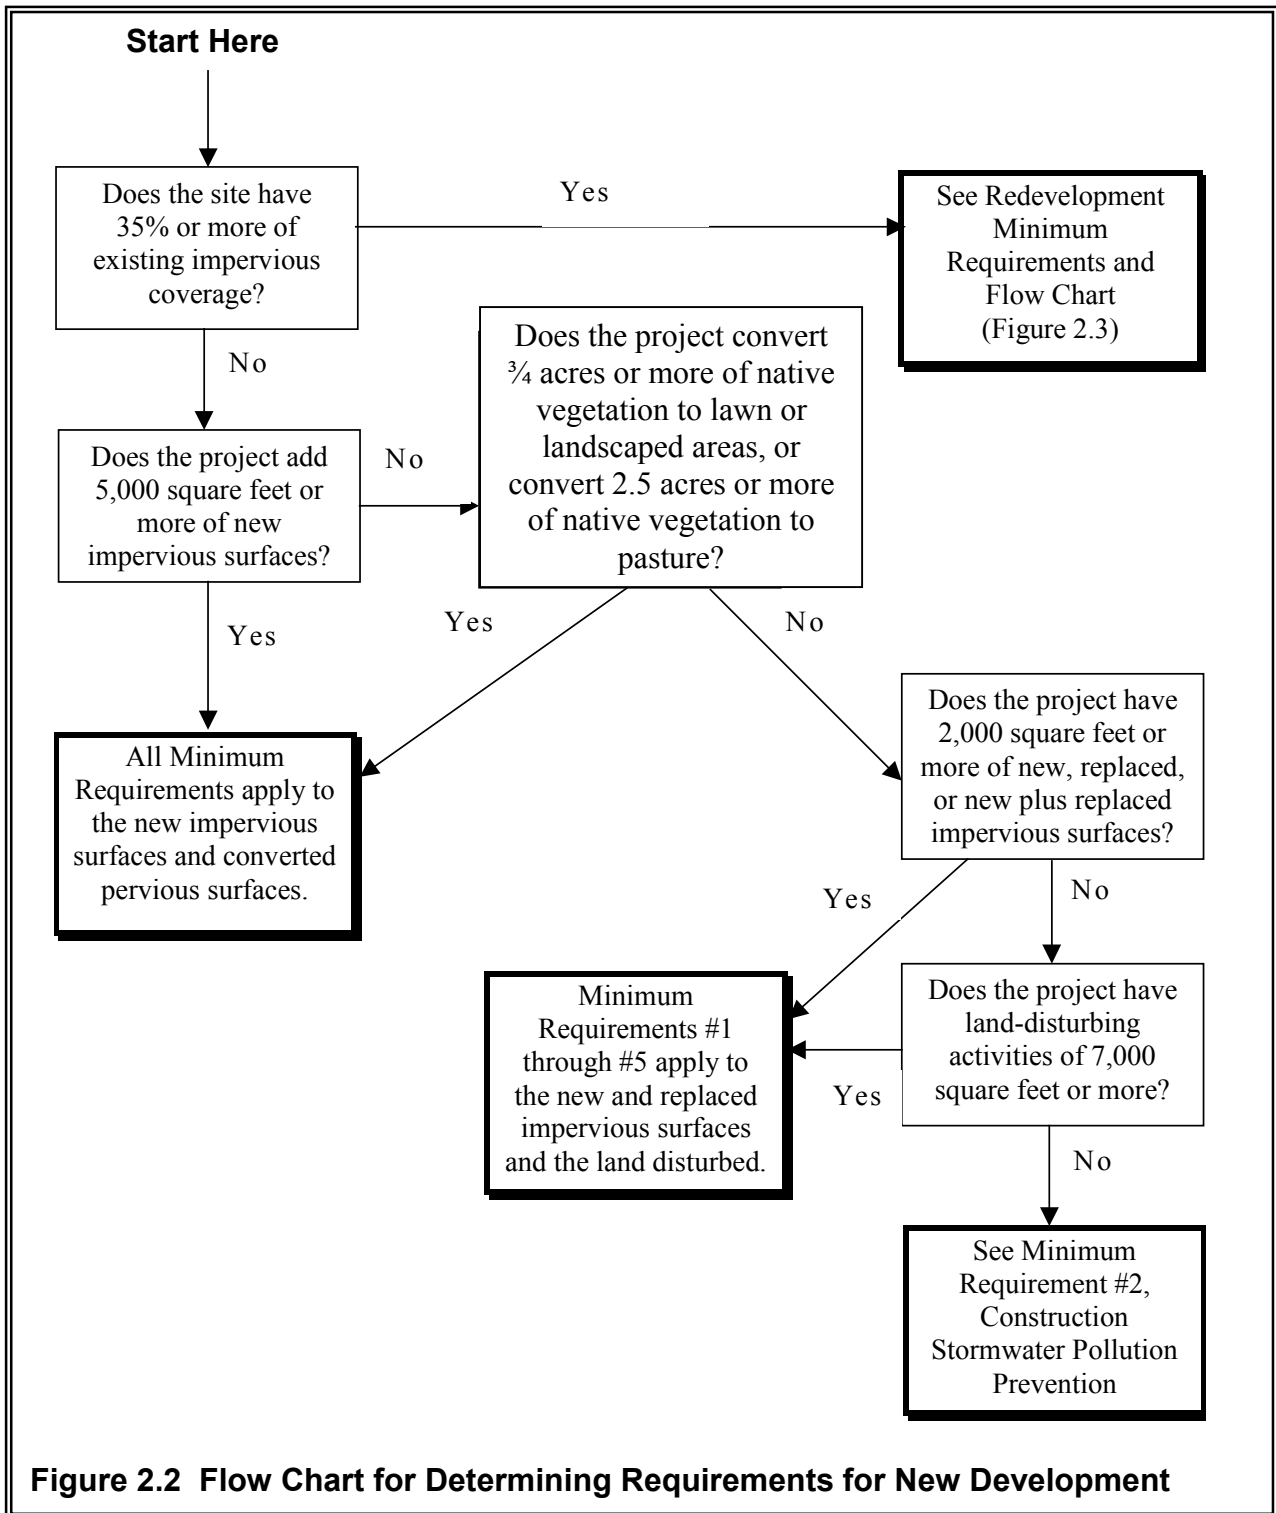 Start Here
Does the site have
35% or more of
existing impervious
coverage?
Yes
See Redevelopment
Minimum
Requirements and
Flow Chart
(Figure 2.3)
No
Does the project add
5,000 square feet or
more of new
impervious surfaces?
No
Does the project convert
¾ acres or more of native
vegetation to lawn or
landscaped areas, or
convert 2.5 acres or more
of native vegetation to
pasture?
Yes
Yes
No
All Minimum
Requirements apply to
the new impervious
surfaces and converted
pervious surfaces.
Does the project have
2,000 square feet or
more of new, replaced,
or new plus replaced
impervious surfaces?
Yes
No
Minimum
Requirements #1
through #5 apply to
the new and replaced
impervious surfaces
and the land disturbed.
Does the project have
land-disturbing
activities of 7,000
square feet or more?
Yes
No
See Minimum
Requirement #2,
Construction
Stormwater Pollution
Prevention
Figure 2.2 Flow Chart for Determining Requirements for New Development